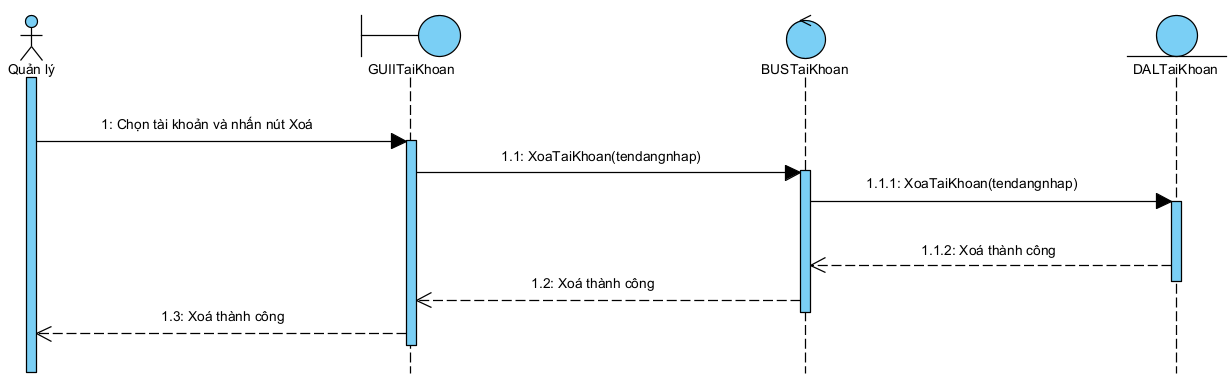 Quản lý
GUIITaiKhoan
BUSTaiKhoan
DALTaiKhoan
1: Chọn tài khoản và nhấn nút Xoá
1.1: XoaTaiKhoan(tendangnhap)
1.1.1: XoaTaiKhoan(tendangnhap)
1.1.2: Xoá thành công
1.2: Xoá thành công
1.3: Xoá thành công